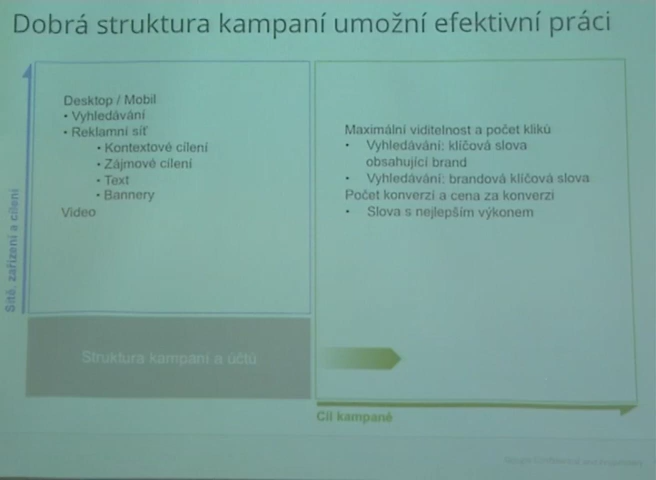 Dobrá struktura kampaní umožní efektivní práci
Desktop / Mobil
• Vyhledávání
• Reklamní síť
• Kontextové cílení
• Zájmové cílení
• Text
• Bannery
Video
Sítě, zařízení a cílení
Struktura kampaní a účtů
Maximální viditelnost a počet kliků
• Vyhledávání: klíčová slova
obsahující brand
• Vyhledávání: brandová klíčová slova
Počet konverzí a cena za konverzi
• Slova s nejlepším výkonem
Cíl kampaně